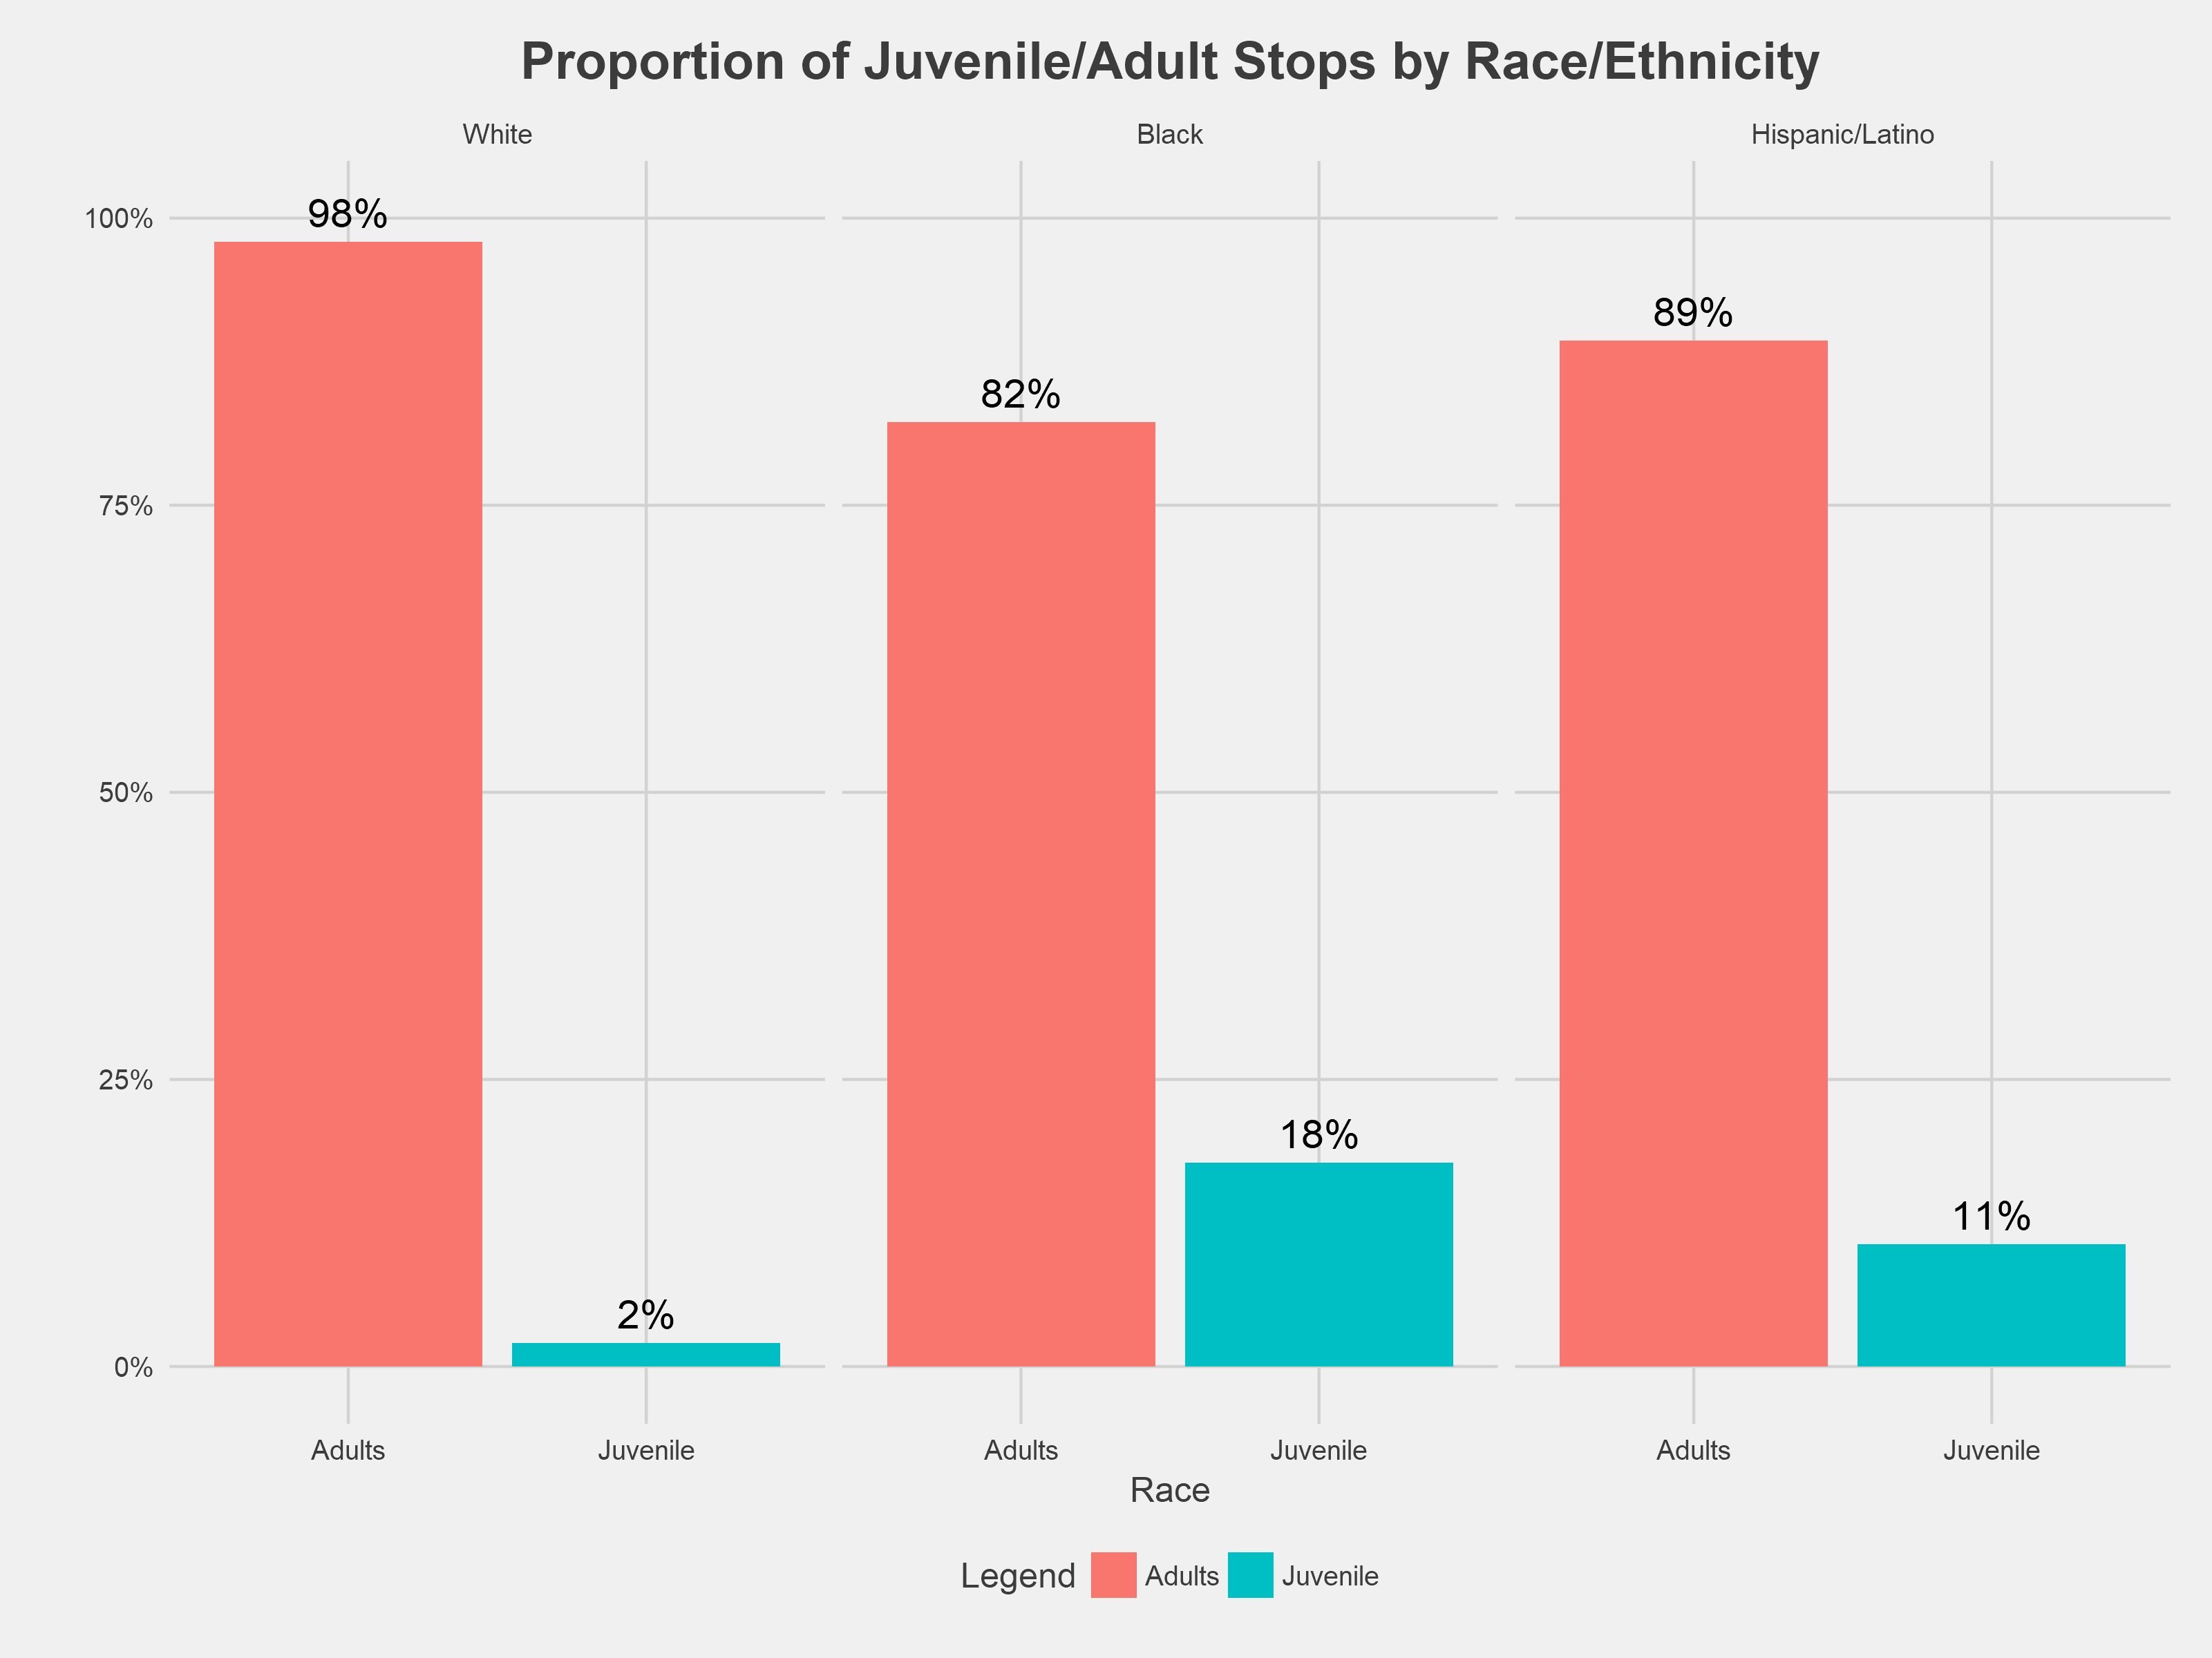 Proportion of Juvenile/Adult Stops by Race/Ethnicity
White Black Hispanic/Latino
100%
75%
50%
25%
0%
98%
2%
82%
18%
89%
11%
Adults Juvenile Adults Juvenile Adults Juvenile
Race
Legend Adults Juvenile